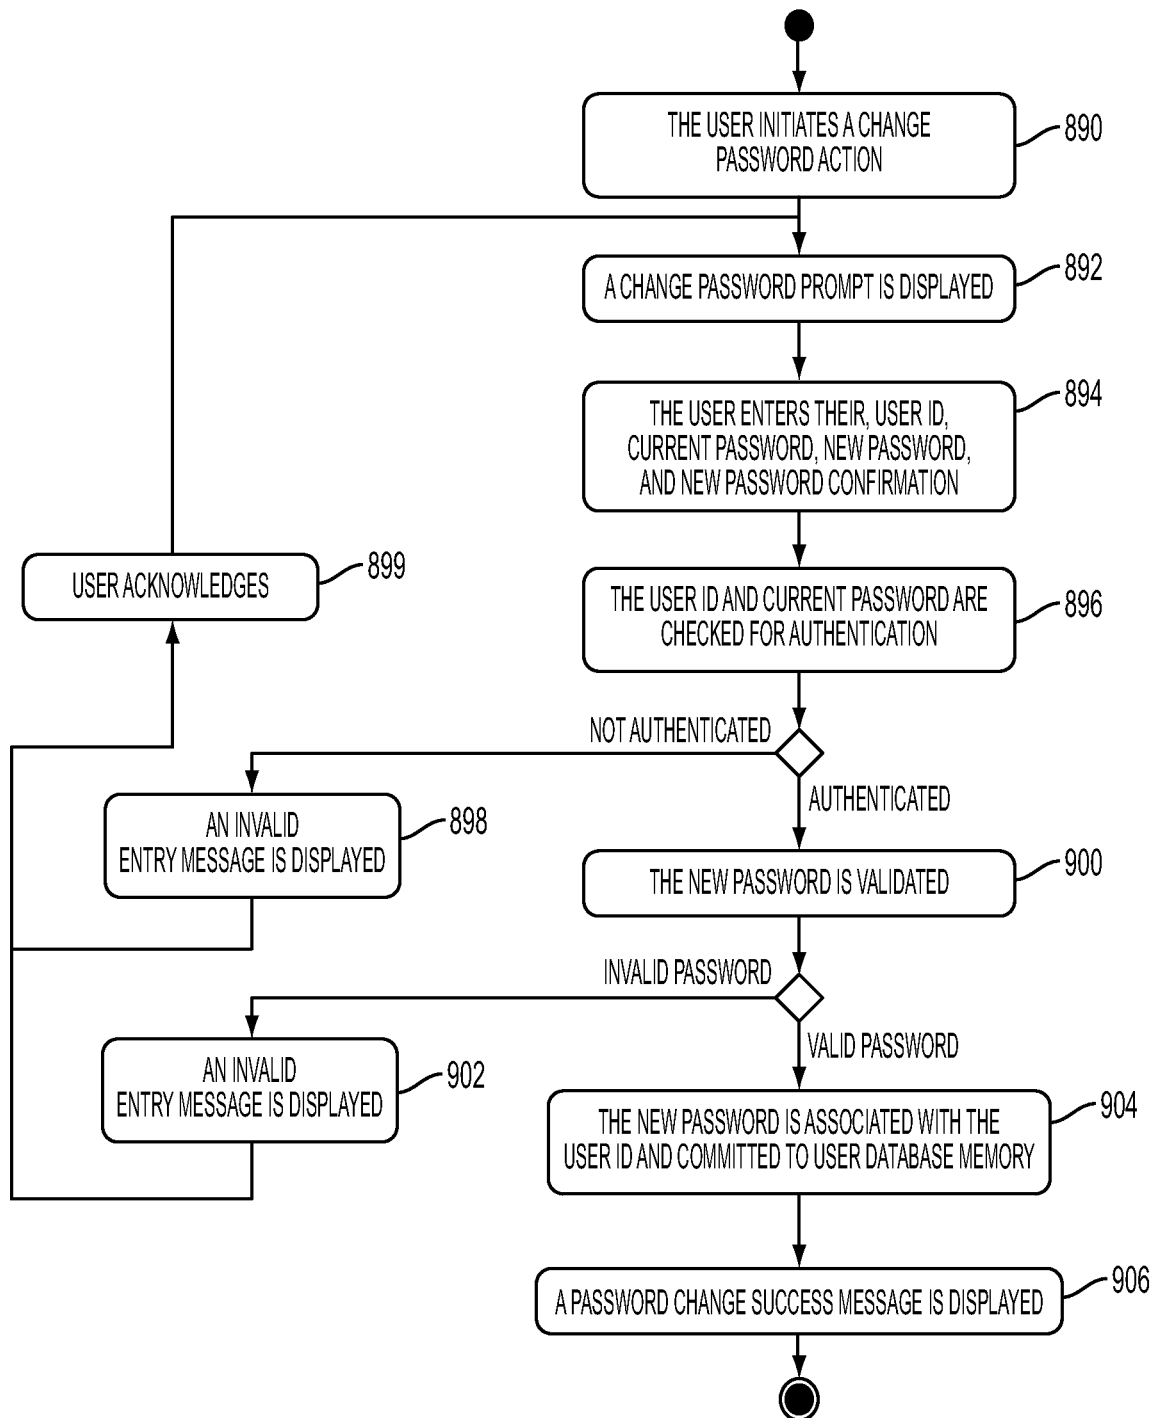 THE USER INITIATES A CHANGE
PASSWORD ACTION
890
A CHANGE PASSWORD PROMPT IS DISPLAYED
892
THE USER ENTERS THEIR, USER ID,
CURRENT PASSWORD, NEW PASSWORD,
AND NEW PASSWORD CONFIRMATION
894
USER ACKNOWLEDGES
899
THE USER ID AND CURRENT PASSWORD ARE
CHECKED FOR AUTHENTICATION
896
NOT AUTHENTICATED
AUTHENTICATED
AN INVALID
ENTRY MESSAGE IS DISPLAYED
898
THE NEW PASSWORD IS VALIDATED
900
INVALID PASSWORD
VALID PASSWORD
AN INVALID
ENTRY MESSAGE IS DISPLAYED
902
THE NEW PASSWORD IS ASSOCIATED WITH THE
USER ID AND COMMITTED TO USER DATABASE MEMORY
904
A PASSWORD CHANGE SUCCESS MESSAGE IS DISPLAYED
906